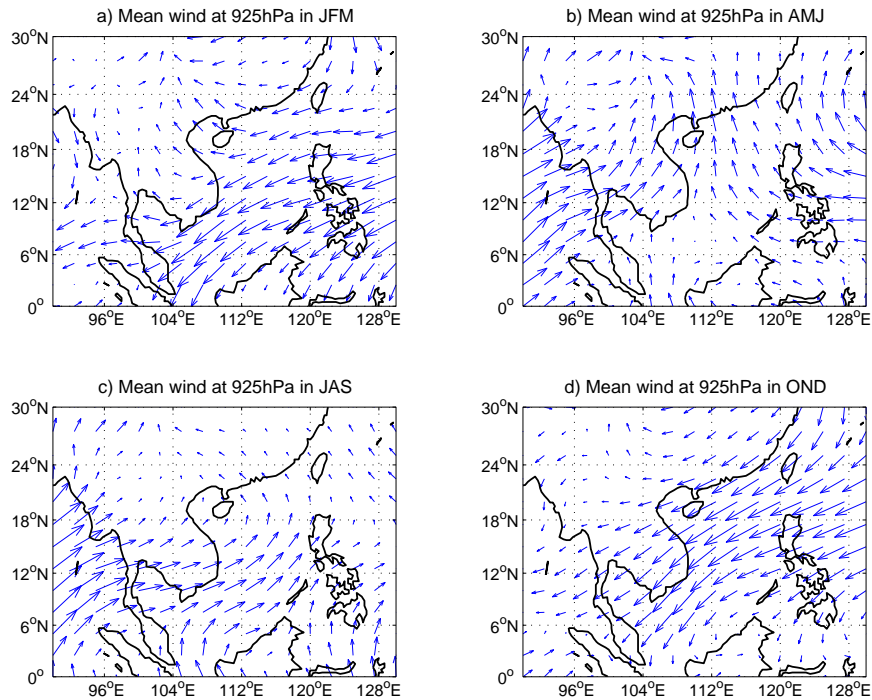 a) Mean wind at 925hPa in JFM
30°N
24°N
18°N
12°N
6°N
0°
96°E 104°E 112°E 120°E 128°E
b) Mean wind at 925hPa in AMJ
30°N
24°N
18°N
12°N
6°N
0°
96°E 104°E 112°E 120°E 128°E
c) Mean wind at 925hPa in JAS
30°N
24°N
18°N
12°N
6°N
0°
96°E 104°E 112°E 120°E 128°E
d) Mean wind at 925hPa in OND
30°N
24°N
18°N
12°N
6°N
0°
96°E 104°E 112°E 120°E 128°E